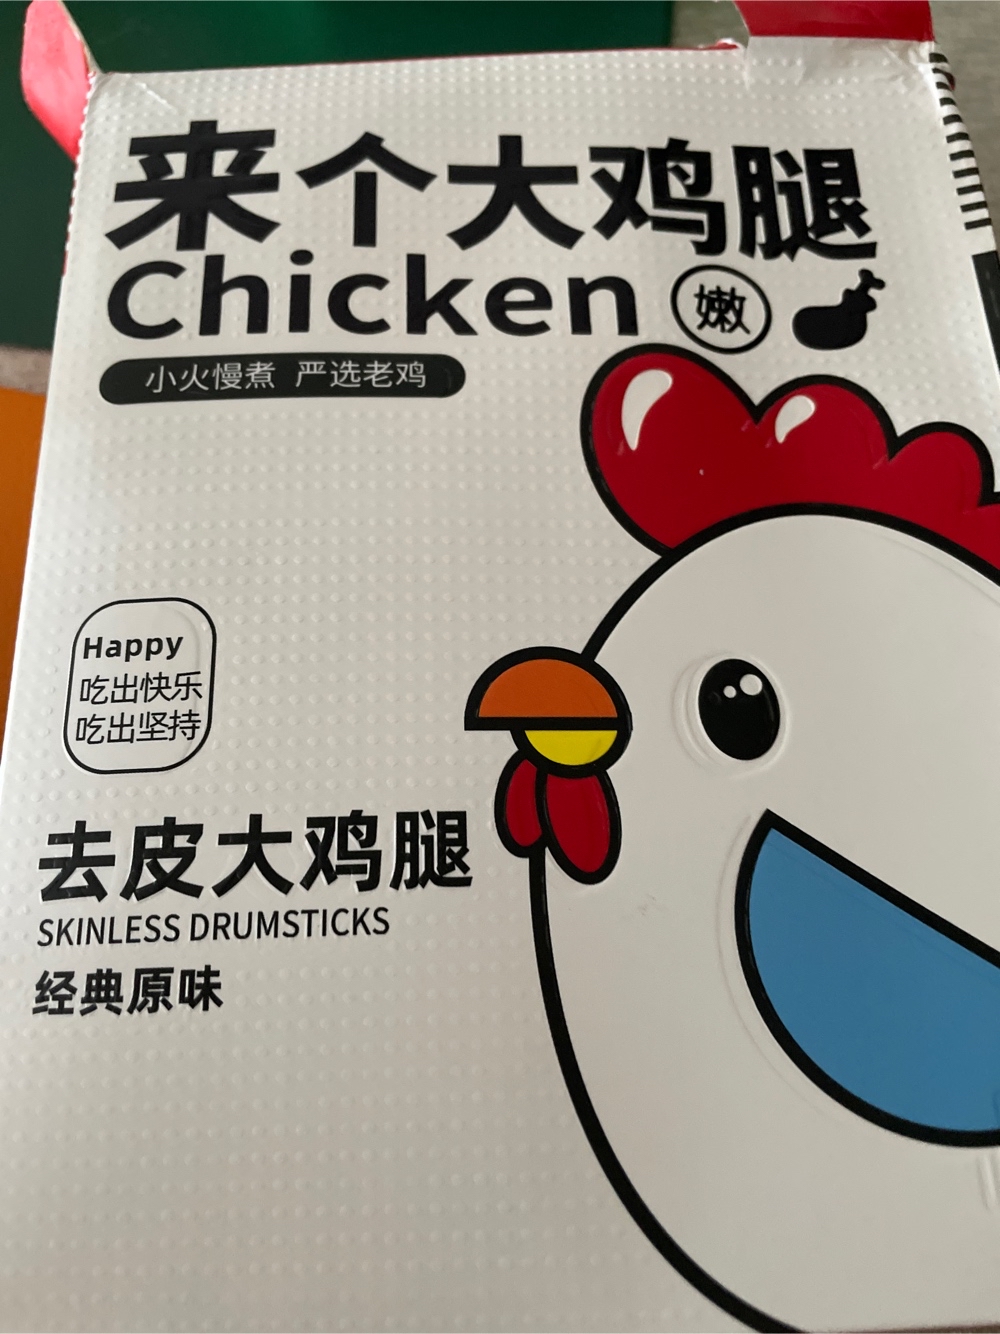 来个大鸡腿
Chicken 嫩
小火慢煮 严选老鸡
Happy
吃出快乐
吃出坚持
去皮大鸡腿
SKINLESS DRUMSTICKS
经典原味